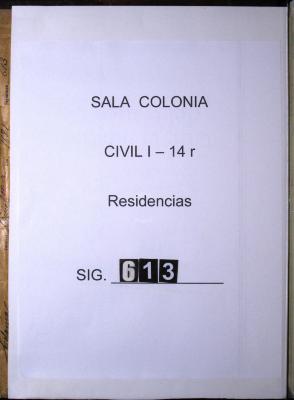 SALA COLONIA
CIVIL I – 14 r
Residencias
SIG. 613